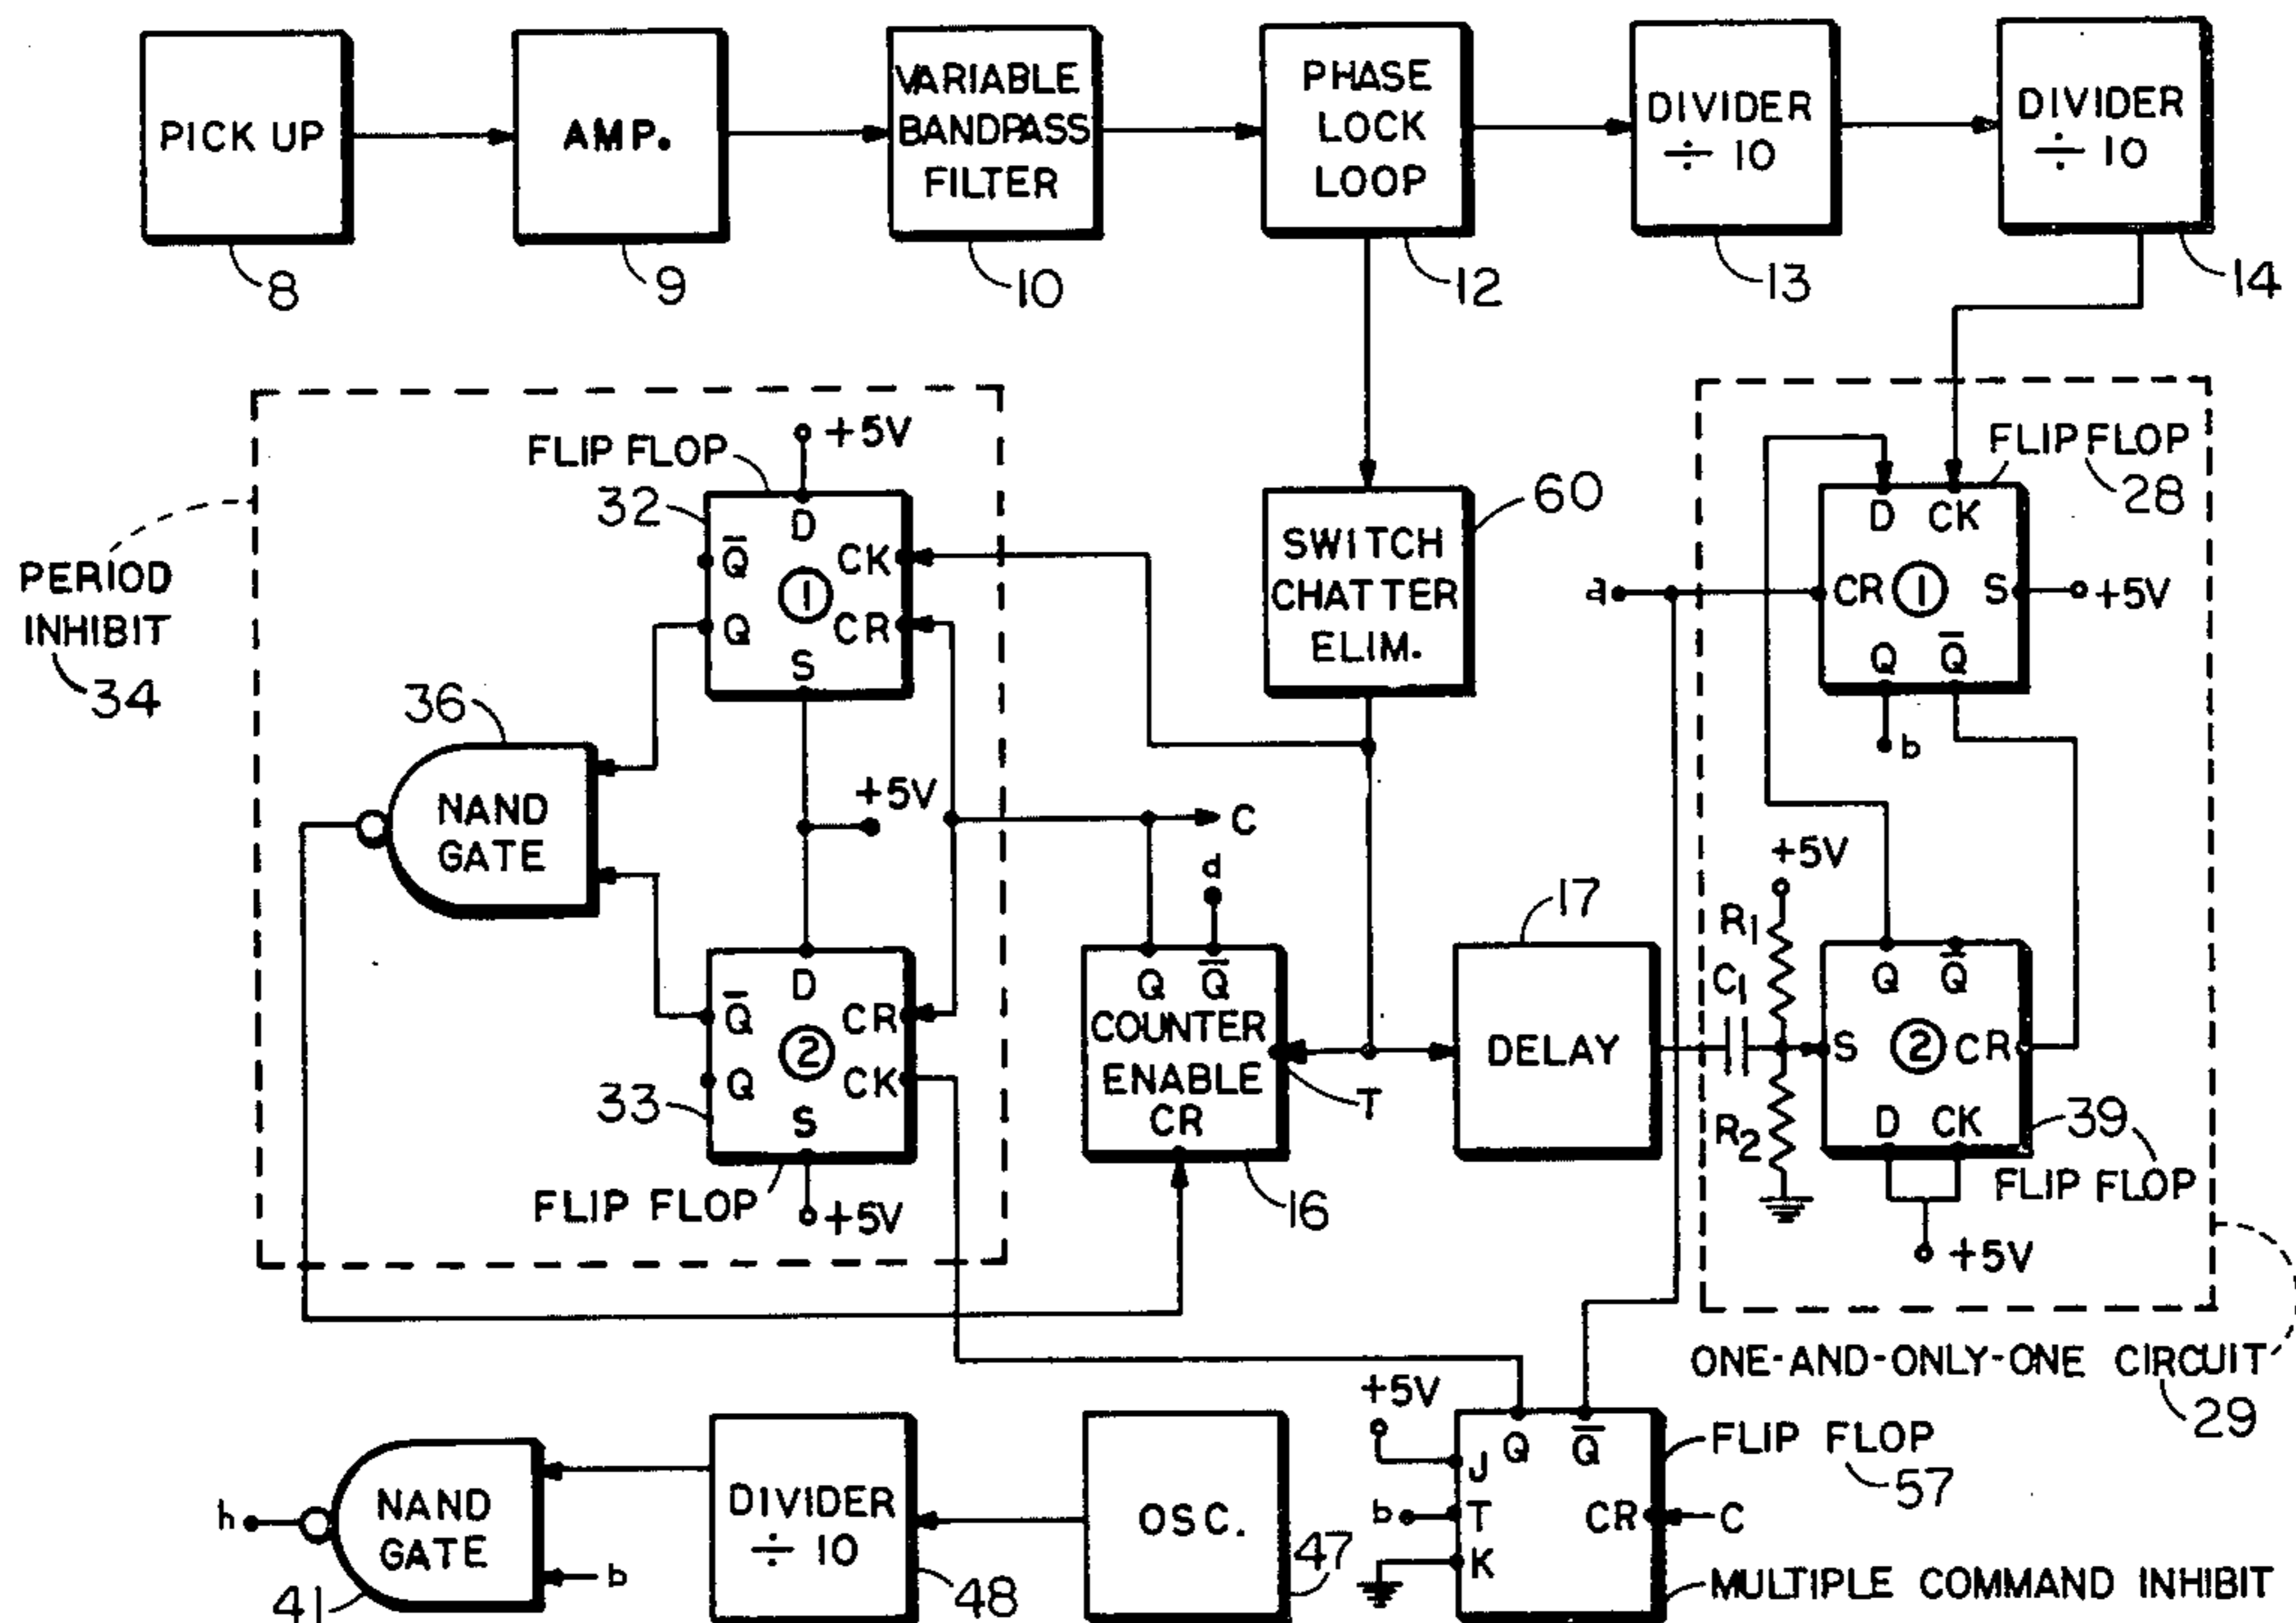 PICK UP
8
AMP.
9
VARIABLE
BANDPASS
FILTER
10
PHASE
LOCK
LOOP
12
DIVIDER
÷ 10
13
DIVIDER
÷ 10
14
PERIOD
INHIBIT
34
FLIP FLOP
32
+5V
D
Q̅
①
CK
Q
CR
S
36
NAND
GATE
+5V
D
Q̅
②
CR
Q
CK
S
33
FLIP FLOP
+5V
SWITCH
CHATTER
ELIM.
60
C
d
Q Q̅
COUNTER
ENABLE
CR
16
T
17
DELAY
FLIP FLOP
28
D CK
a
CR ① S
+5V
Q Q̅
b
+5V
R1
C1
R2
Q Q̅
S ② CR
D CK
39
FLIP FLOP
+5V
ONE-AND-ONLY-ONE CIRCUIT
29
h
NAND
GATE
41
b
DIVIDER
÷ 10
48
OSC.
47
+5V
Q Q̅
J
b
T
CR
C
K
FLIP FLOP
57
MULTIPLE COMMAND INHIBIT